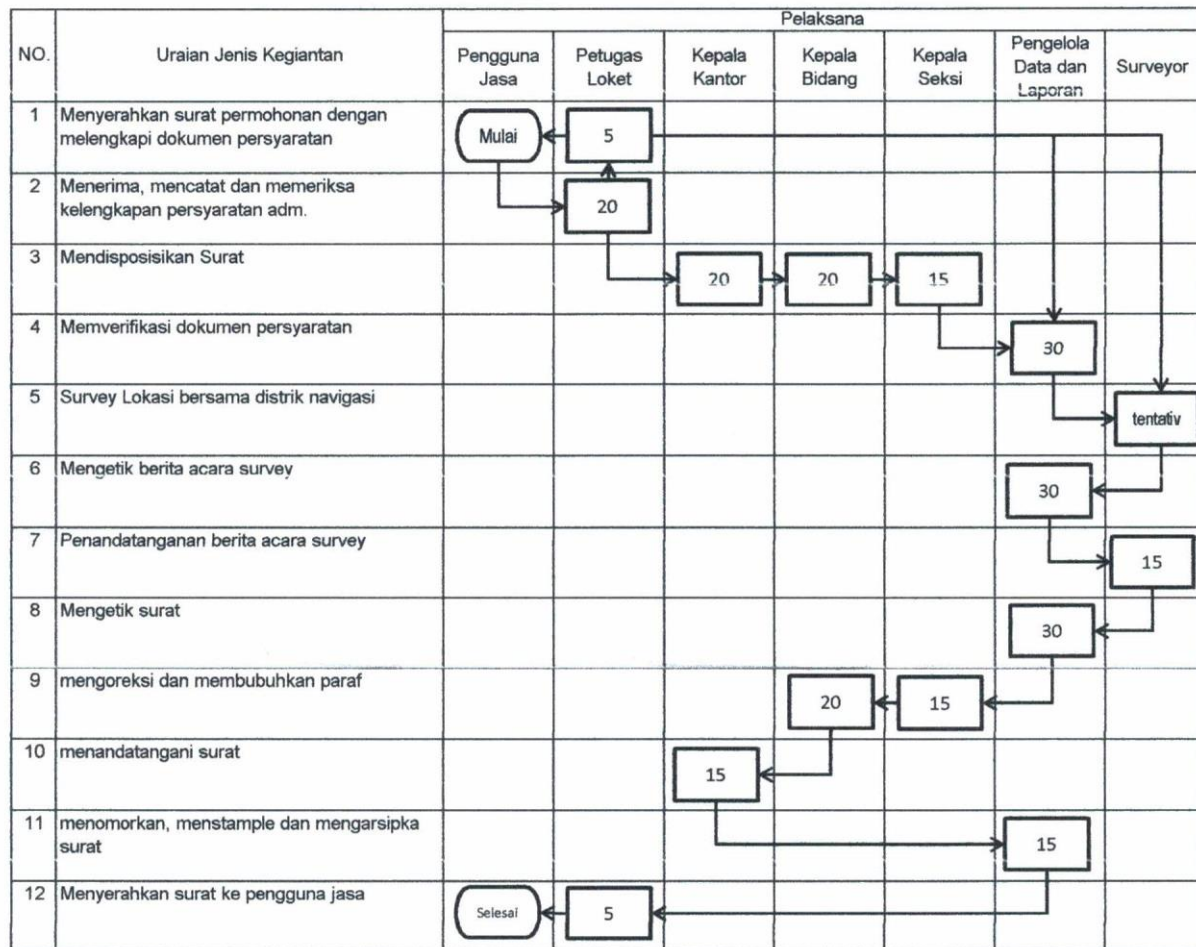 Pelaksana
NO.
Uraian Jenis Kegiantan
Pengguna
Jasa
Petugas
Loket
Kepala
Kantor
Kepala
Bidang
Kepala
Seksi
Pengelola
Data dan
Laporan
Surveyor
1
Menyerahkan surat permohonan dengan
melengkapi dokumen persyaratan
Mulai
5
2
Menerima, mencatat dan memeriksa
kelengkapan persyaratan adm.
20
3
Mendisposisikan Surat
20
20
15
4
Memverifikasi dokumen persyaratan
30
5
Survey Lokasi bersama distrik navigasi
tentativ
6
Mengetik berita acara survey
30
7
Penandatanganan berita acara survey
15
8
Mengetik surat
30
9
mengoreksi dan membubuhkan paraf
20
15
10
menandatangani surat
15
11
menomorkan, menstample dan mengarsipka
surat
15
12
Menyerahkan surat ke pengguna jasa
Selesai
5